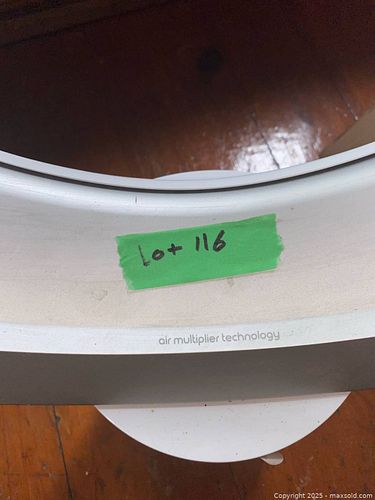 lot 116
air multiplier technology
Copyright 2025 - maxsold.com